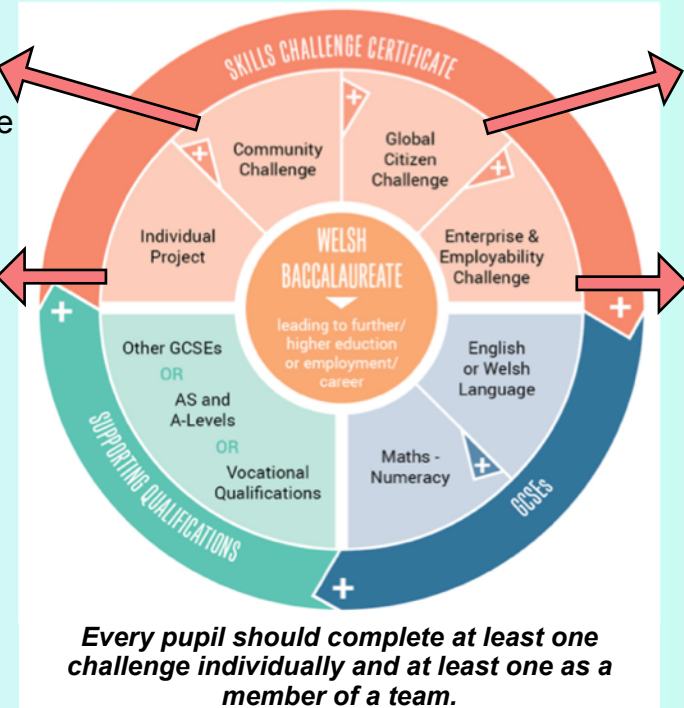 SKILLS CHALLENGE CERTIFICATE
e
Community
Challenge
Global
Citizen
Challenge
Individual
Project
Enterprise &
Employability
Challenge
WELSH
BACCALAUREATE
leading to further/
higher eduction
or employment/
career
Other GCSEs
OR
AS and
A-Levels
OR
Vocational
Qualifications
English
or Welsh
Language
Maths -
Numeracy
SUPPORTING QUALIFICATIONS
GCSEs
Every pupil should complete at least one
challenge individually and at least one as a
member of a team.